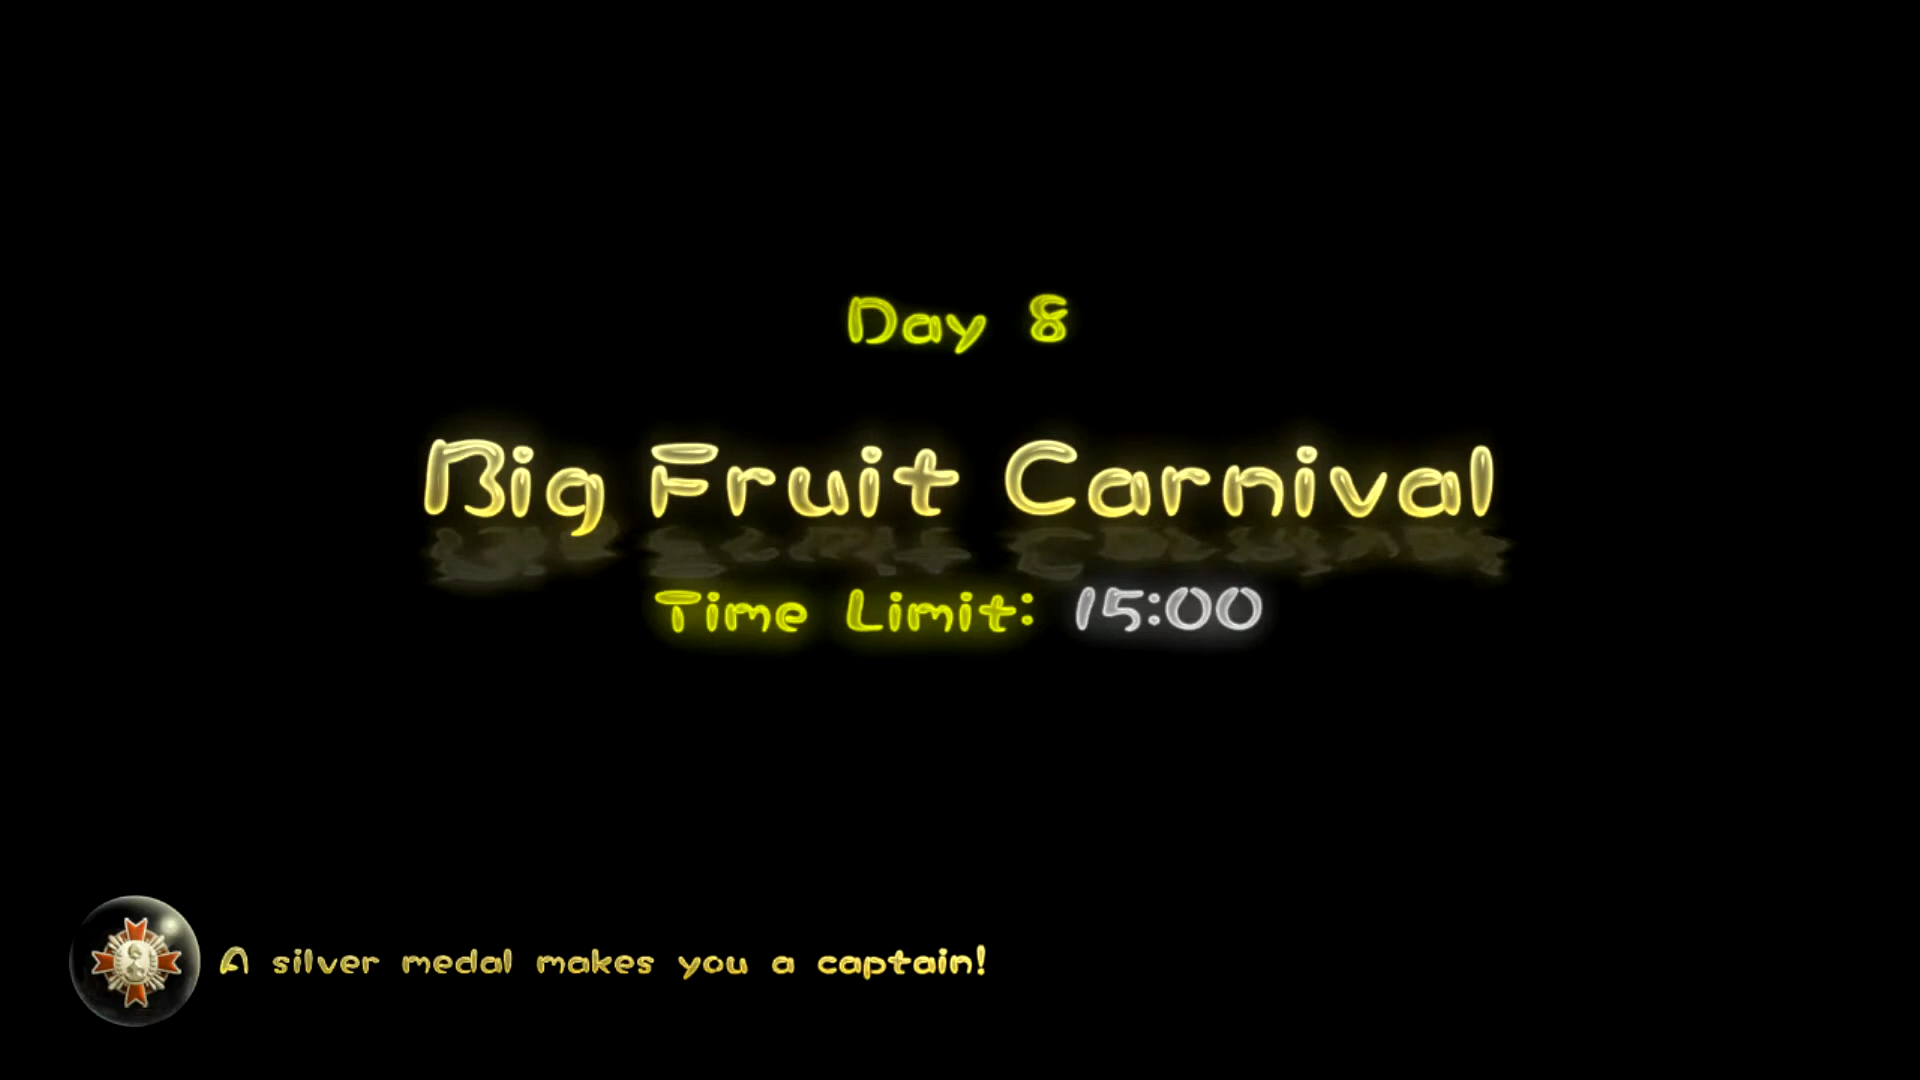 Day 8
Big Fruit Carnival
Time Limit: 15:00
A silver medal makes you a captain!